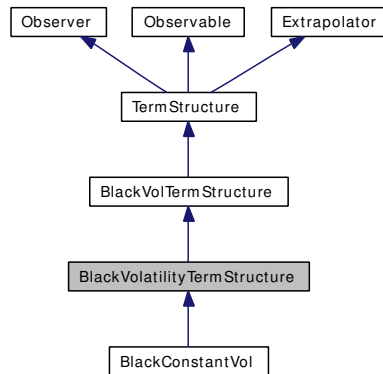 Observer
Observable
Extrapolator
TermStructure
BlackVolTermStructure
BlackVolatilityTermStructure
BlackConstantVol